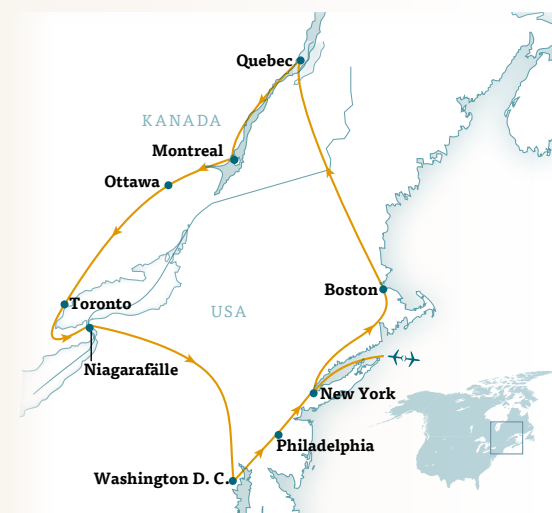 Quebec
KANADA
Montreal
Ottawa
Toronto
Boston
USA
Niagarafälle
New York
Philadelphia
Washington D. C.